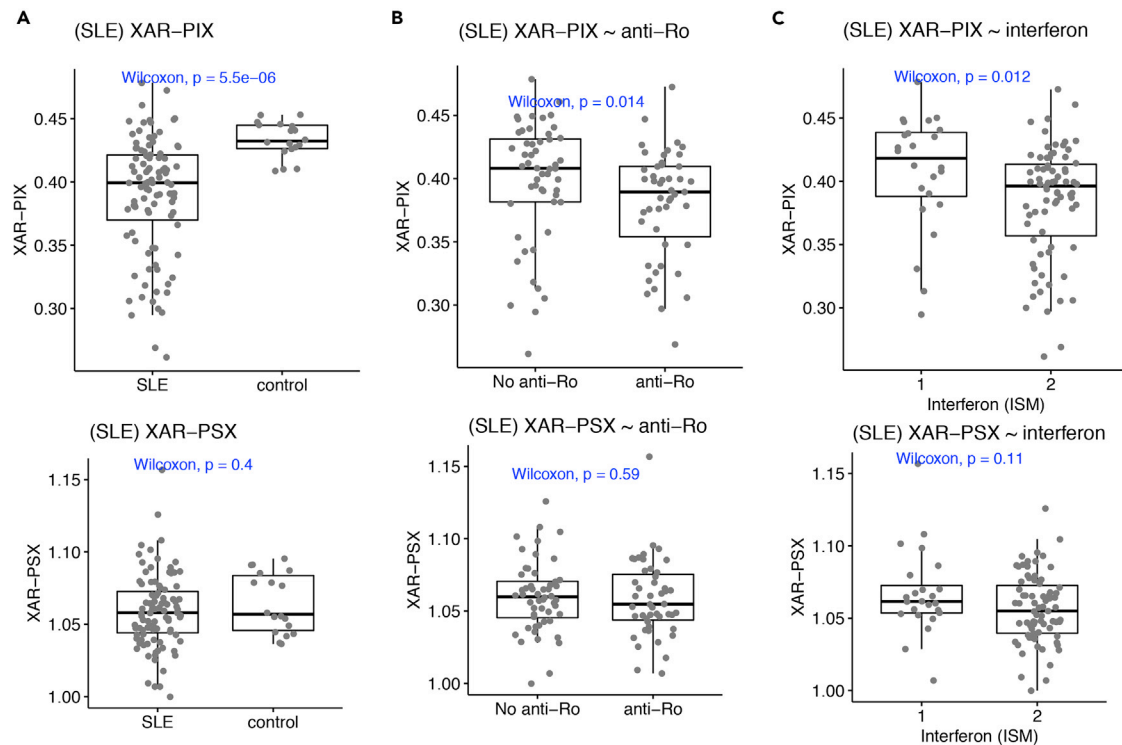 A
(SLE) XAR−PIX
Wilcoxon, p = 5.5e−06
XAR−PIX
0.45
0.40
0.35
0.30
SLE
control
B
(SLE) XAR−PIX ~ anti−Ro
Wilcoxon, p = 0.014
XAR−PIX
0.45
0.40
0.35
0.30
No anti−Ro
anti−Ro
C
(SLE) XAR−PIX ~ interferon
Wilcoxon, p = 0.012
XAR−PIX
0.45
0.40
0.35
0.30
1
2
Interferon (ISM)
(SLE) XAR−PSX
Wilcoxon, p = 0.4
XAR−PSX
1.15
1.10
1.05
1.00
SLE
control
(SLE) XAR−PSX ~ anti−Ro
Wilcoxon, p = 0.59
XAR−PSX
1.15
1.10
1.05
1.00
No anti−Ro
anti−Ro
(SLE) XAR−PSX ~ interferon
Wilcoxon, p = 0.11
XAR−PSX
1.15
1.10
1.05
1.00
1
2
Interferon (ISM)